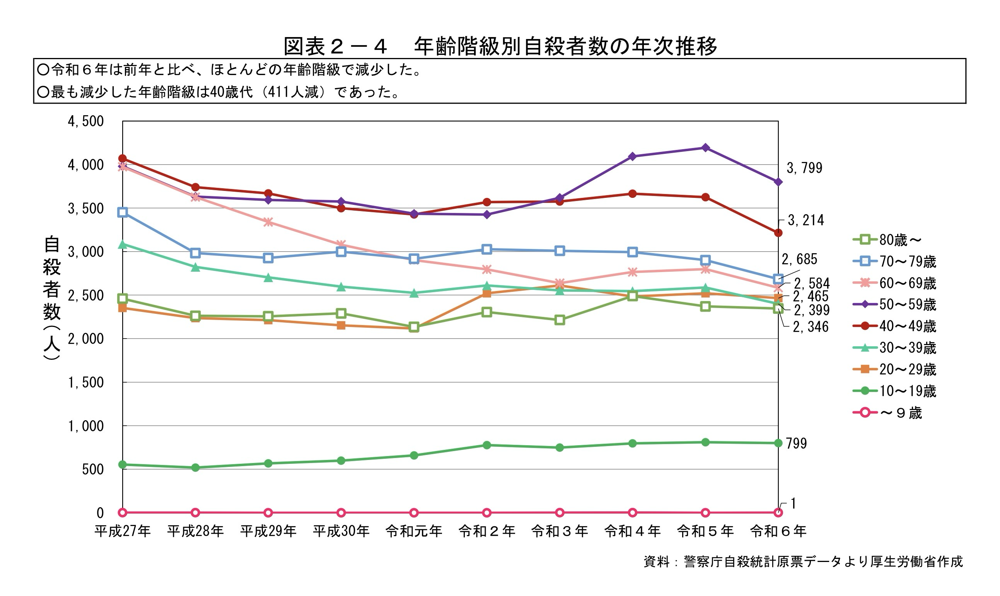 図表２－４　年齢階級別自殺者数の年次推移
○令和６年は前年と比べ、ほとんどの年齢階級で減少した。
○最も減少した年齢階級は40歳代（411人減）であった。
自殺者数（人）
4,500
4,000
3,500
3,000
2,500
2,000
1,500
1,000
500
0
3,799
3,214
2,685
2,584
2,465
2,399
2,346
799
1
80歳～
70～79歳
60～69歳
50～59歳
40～49歳
30～39歳
20～29歳
10～19歳
～９歳
平成27年 平成28年 平成29年 平成30年 令和元年 令和２年 令和３年 令和４年 令和５年 令和６年
資料：警察庁自殺統計原票データより厚生労働省作成